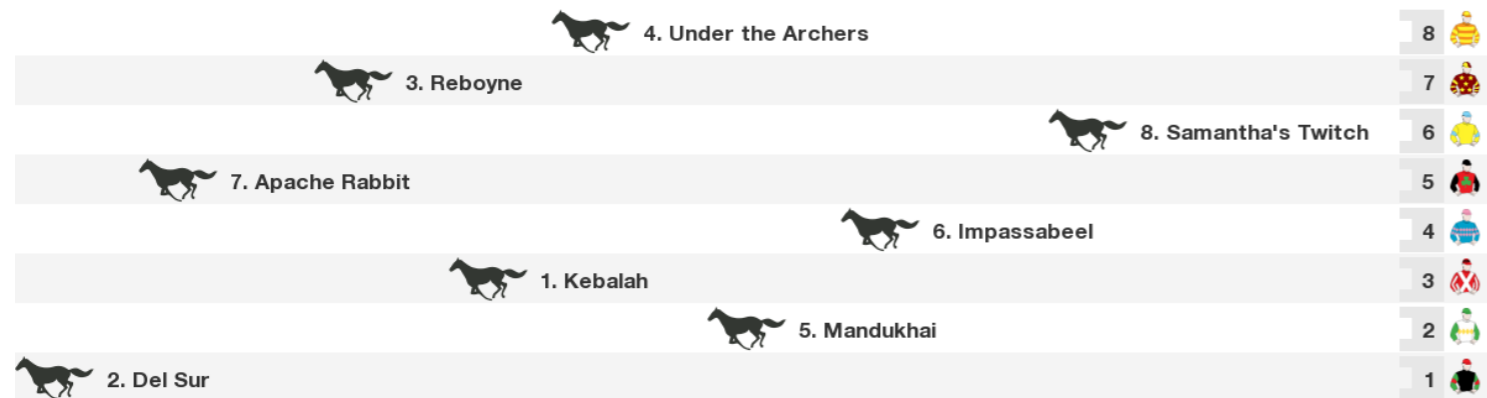 4. Under the Archers 8
3. Reboyne 7
8. Samantha's Twitch 6
7. Apache Rabbit 5
6. Impassabeel 4
1. Kebalah 3
5. Mandukhai 2
2. Del Sur 1